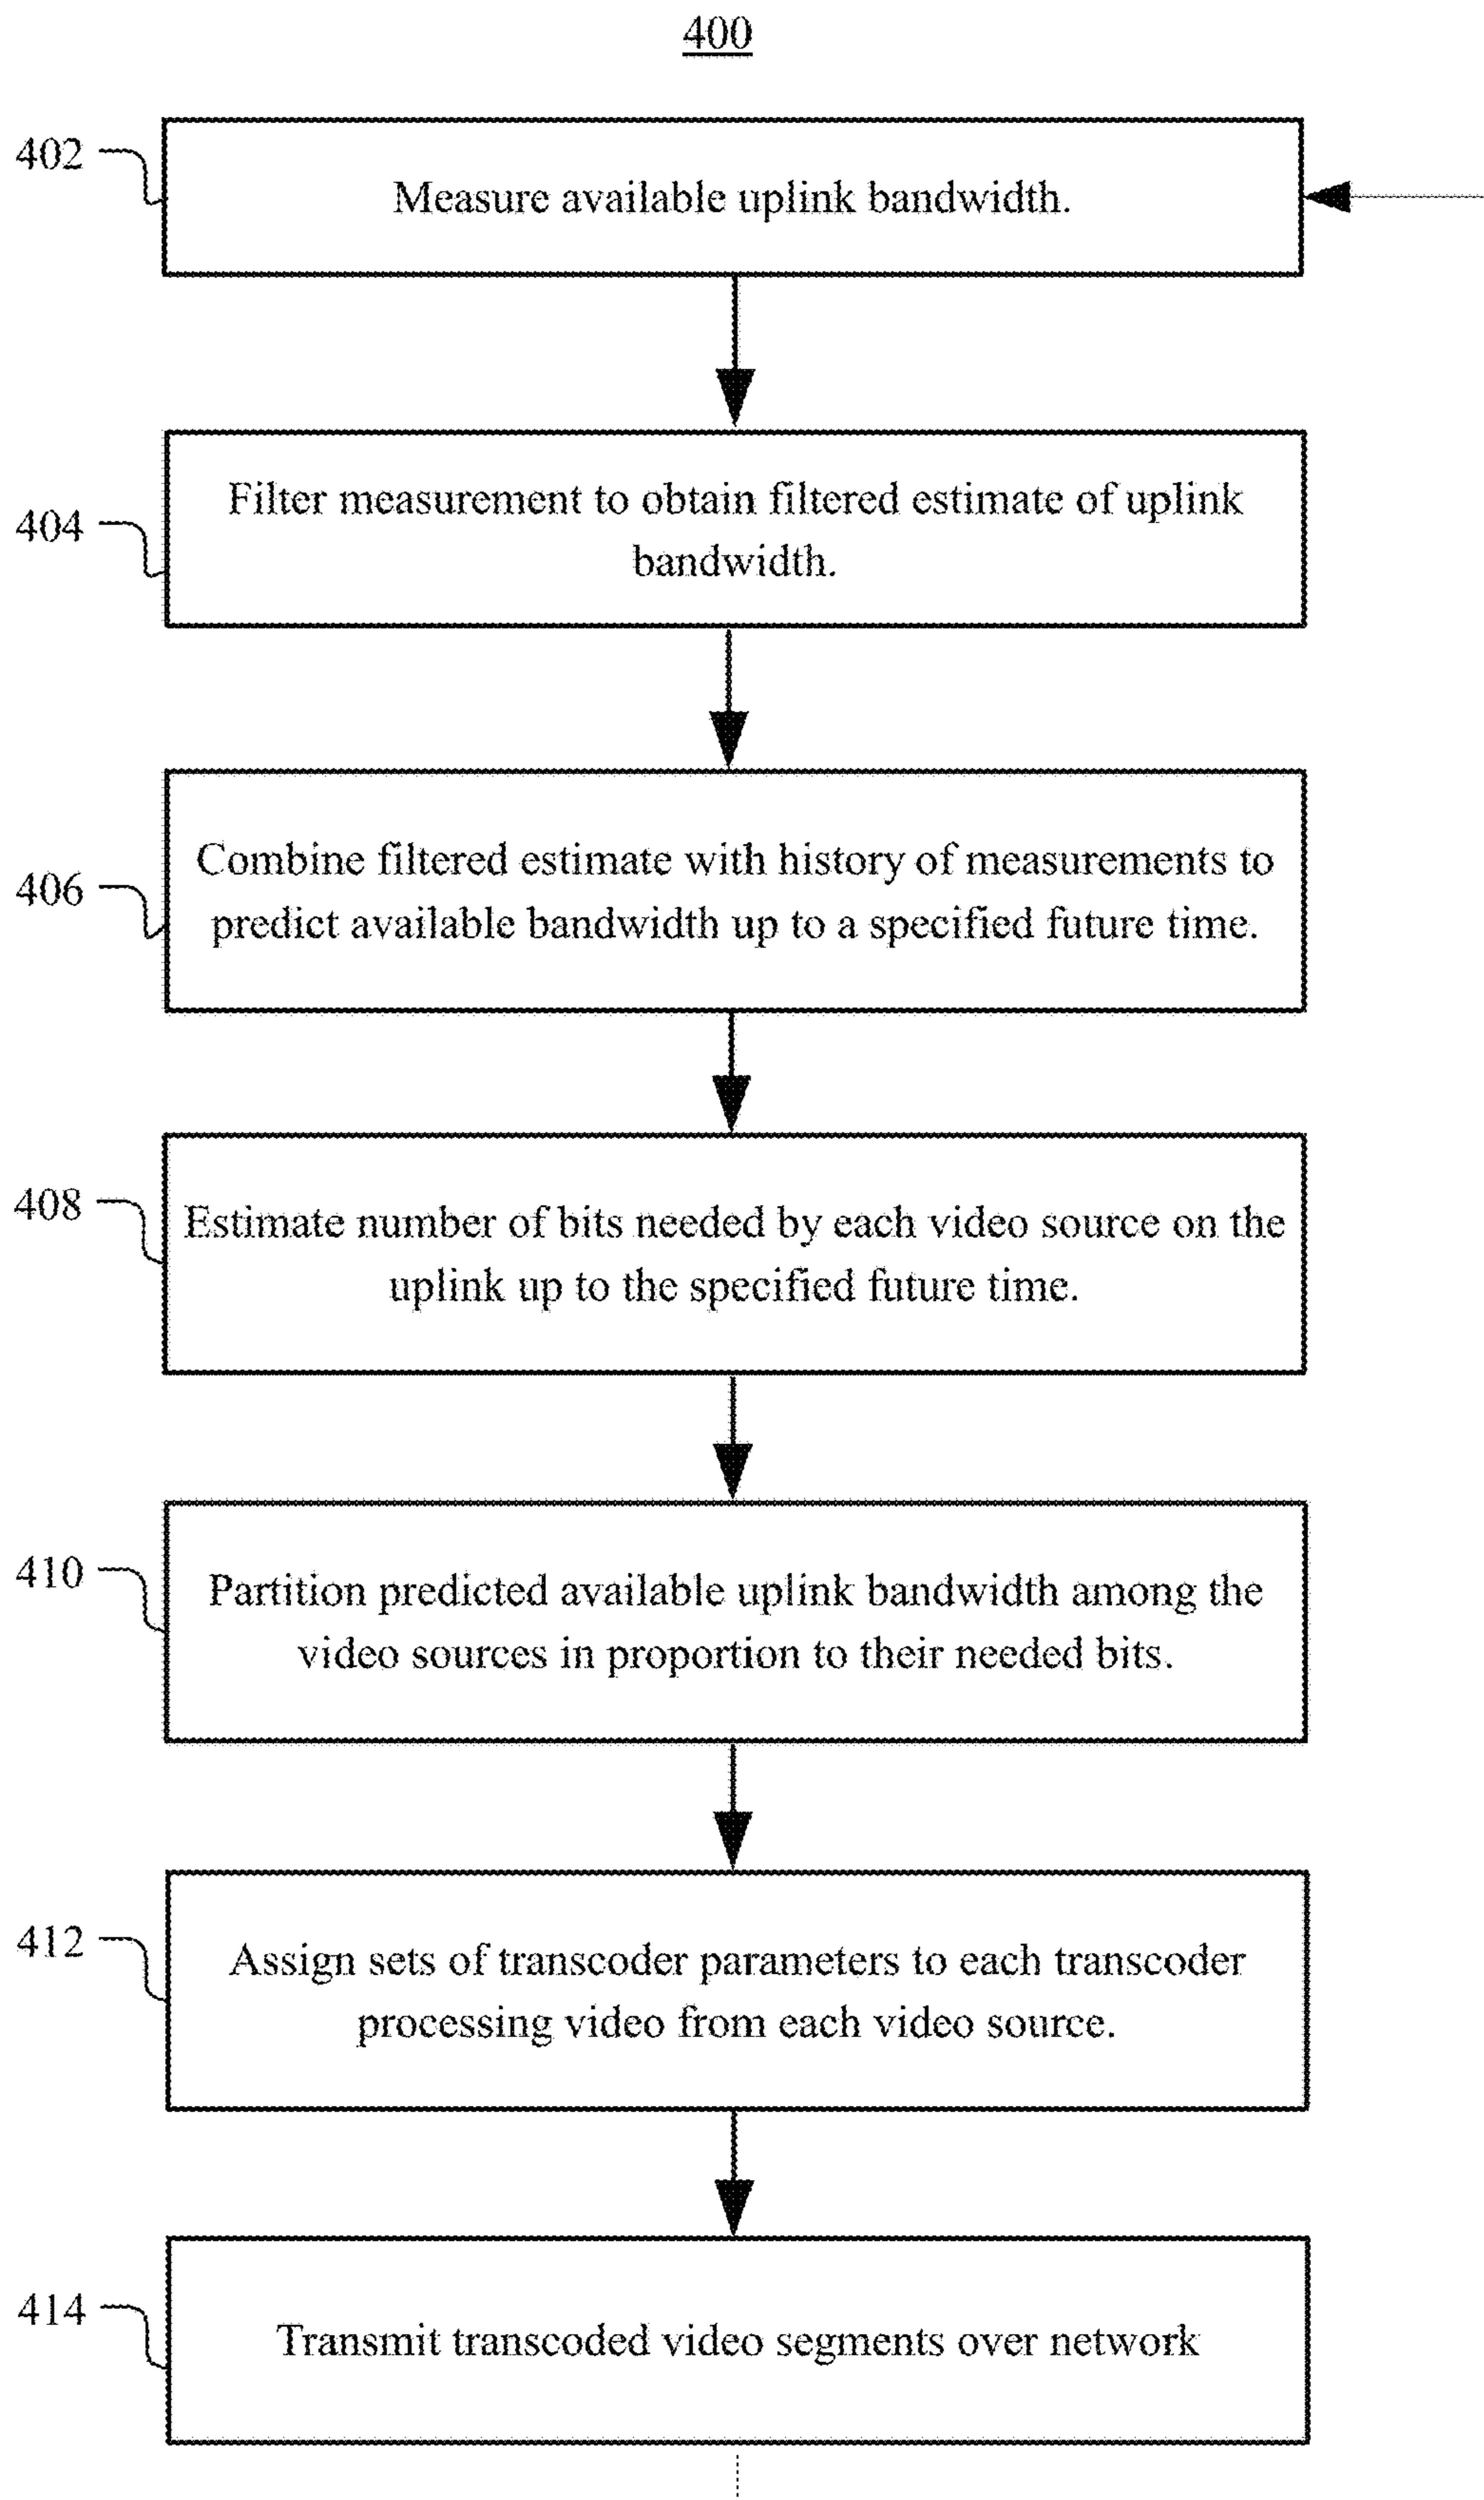 400
402
Measure available uplink bandwidth.
404
Filter measurement to obtain filtered estimate of uplink
bandwidth.
406
Combine filtered estimate with history of measurements to
predict available bandwidth up to a specified future time.
408
Estimate number of bits needed by each video source on the
uplink up to the specified future time.
410
Partition predicted available uplink bandwidth among the
video sources in proportion to their needed bits.
412
Assign sets of transcoder parameters to each transcoder
processing video from each video source.
414
Transmit transcoded video segments over network